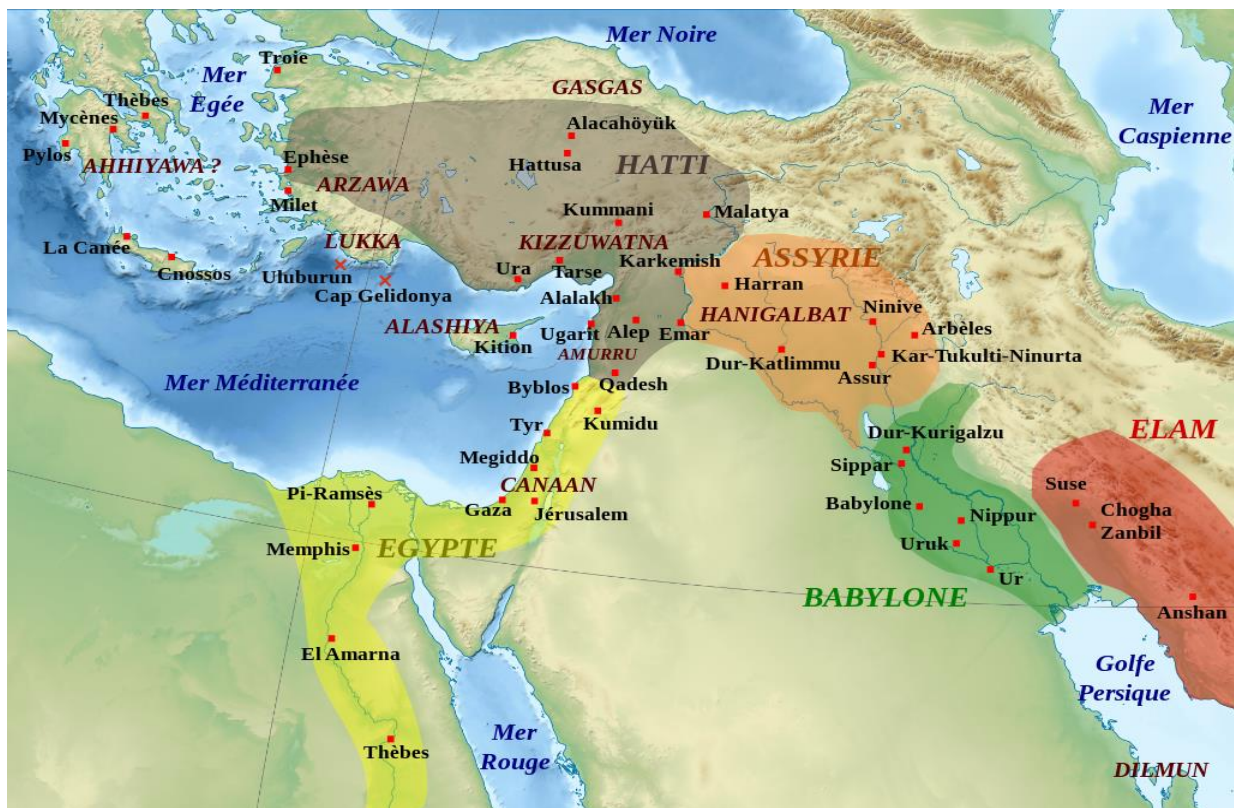 Mer Noire
Troie
Mer
Egée
GASGAS
Mer
Caspienne
Thèbes
Mycènes
Alacahöyük
Pylos
AHHIYAWA ?
Ephèse
Hattusa
HATTI
ARZAWA
Milet
Kummani
Malatya
La Canée
LUKKA
KIZZUWATNA
Cnossos
Uluburun
Ura
Tarse
Karkemish
ASSYRIE
Cap Gelidonya
Alalakh
Harran
Ninive
HANIGALBAT
ALASHIYA
Ugarit
Alep
Emar
Arbèles
Kition
AMURRU
Kar-Tukulti-Ninurta
Dur-Katlimmu
Assur
Mer Méditerranée
Byblos
Qadesh
Tyr
Kumidu
Dur-Kurigalzu
ELAM
Megiddo
Sippar
CANAAN
Suse
Pi-Ramsès
Gaza
Jérusalem
Babylone
Nippur
Chogha
Zanbil
Memphis
EGYPTE
Uruk
Ur
BABYLONE
Anshan
El Amarna
Golfe
Persique
Mer
Rouge
Thèbes
DILMUN